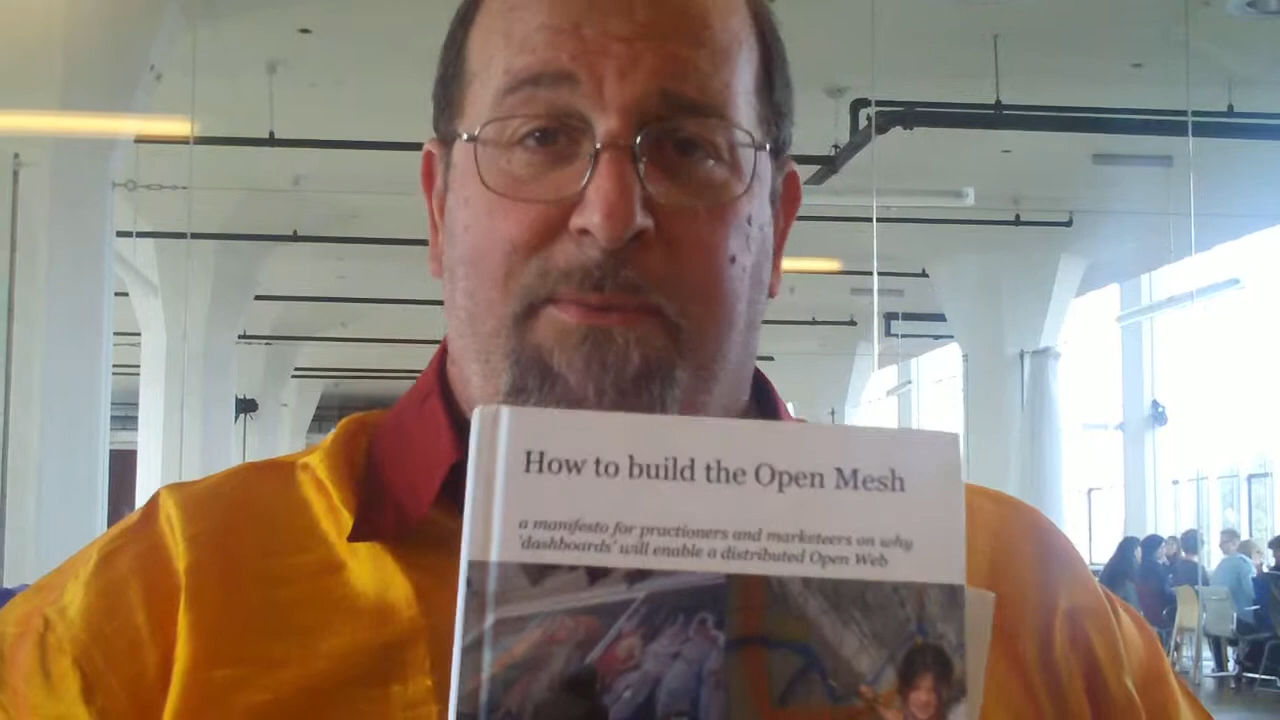 How to build the Open Mesh
a manifesto for practioners and marketeers on why
'dashboards' will enable a distributed Open Web